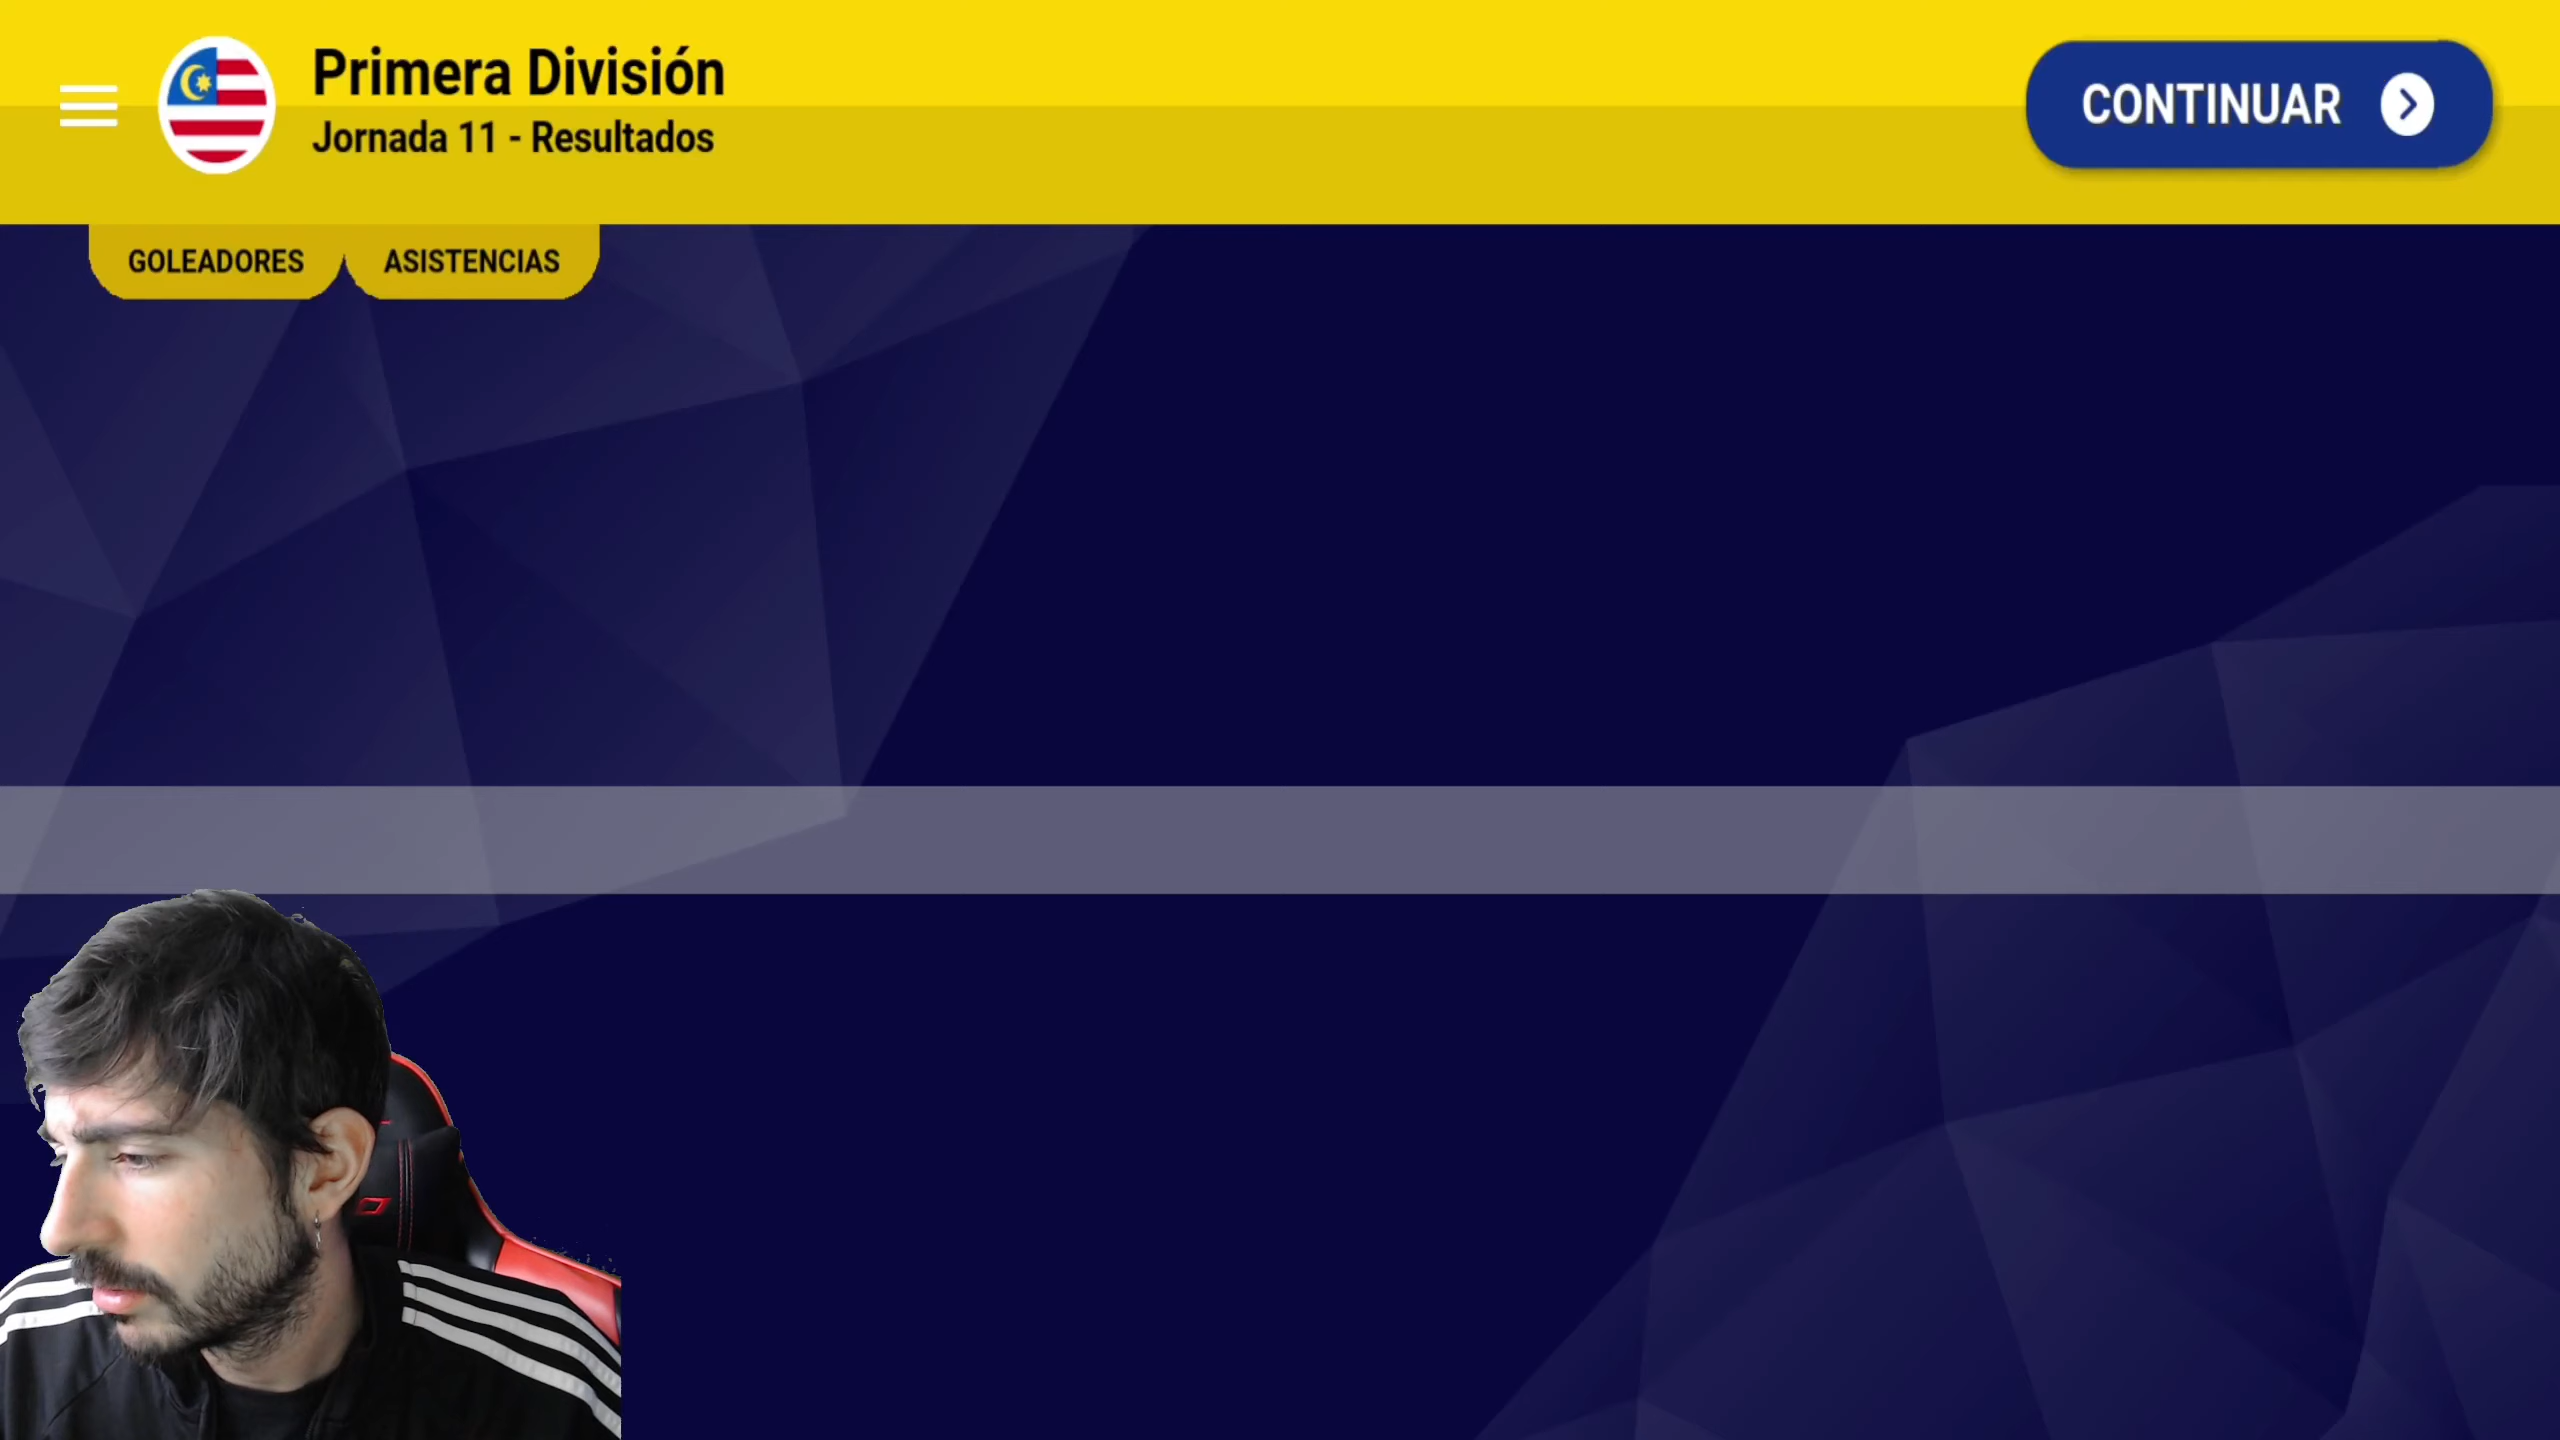 Primera División
Jornada 11 - Resultados
CONTINUAR
GOLEADORES
ASISTENCIAS